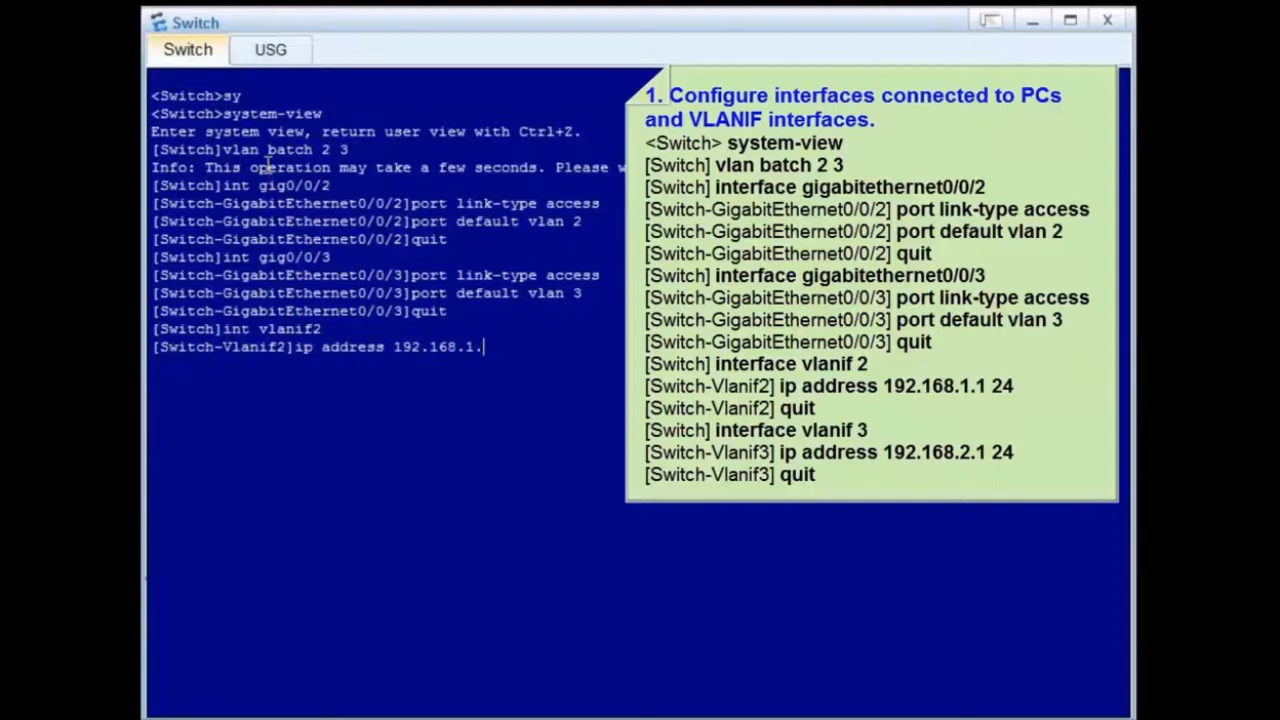 Switch
Switch
USG
<Switch>sy
<Switch>system-view
Enter system view, return user view with Ctrl+Z.
[Switch]vlan batch 2 3
Info: This operation may take a few seconds. Please w
[Switch]int gig0/0/2
[Switch-GigabitEthernet0/0/2]port link-type access
[Switch-GigabitEthernet0/0/2]port default vlan 2
[Switch-GigabitEthernet0/0/2]quit
[Switch]int gig0/0/3
[Switch-GigabitEthernet0/0/3]port link-type access
[Switch-GigabitEthernet0/0/3]port default vlan 3
[Switch-GigabitEthernet0/0/3]quit
[Switch]int vlanif2
[Switch-Vlanif2]ip address 192.168.1.
1. Configure interfaces connected to PCs
and VLANIF interfaces.
<Switch> system-view
[Switch] vlan batch 2 3
[Switch] interface gigabitethernet0/0/2
[Switch-GigabitEthernet0/0/2] port link-type access
[Switch-GigabitEthernet0/0/2] port default vlan 2
[Switch-GigabitEthernet0/0/2] quit
[Switch] interface gigabitethernet0/0/3
[Switch-GigabitEthernet0/0/3] port link-type access
[Switch-GigabitEthernet0/0/3] port default vlan 3
[Switch-GigabitEthernet0/0/3] quit
[Switch] interface vlanif 2
[Switch-Vlanif2] ip address 192.168.1.1 24
[Switch-Vlanif2] quit
[Switch] interface vlanif 3
[Switch-Vlanif3] ip address 192.168.2.1 24
[Switch-Vlanif3] quit